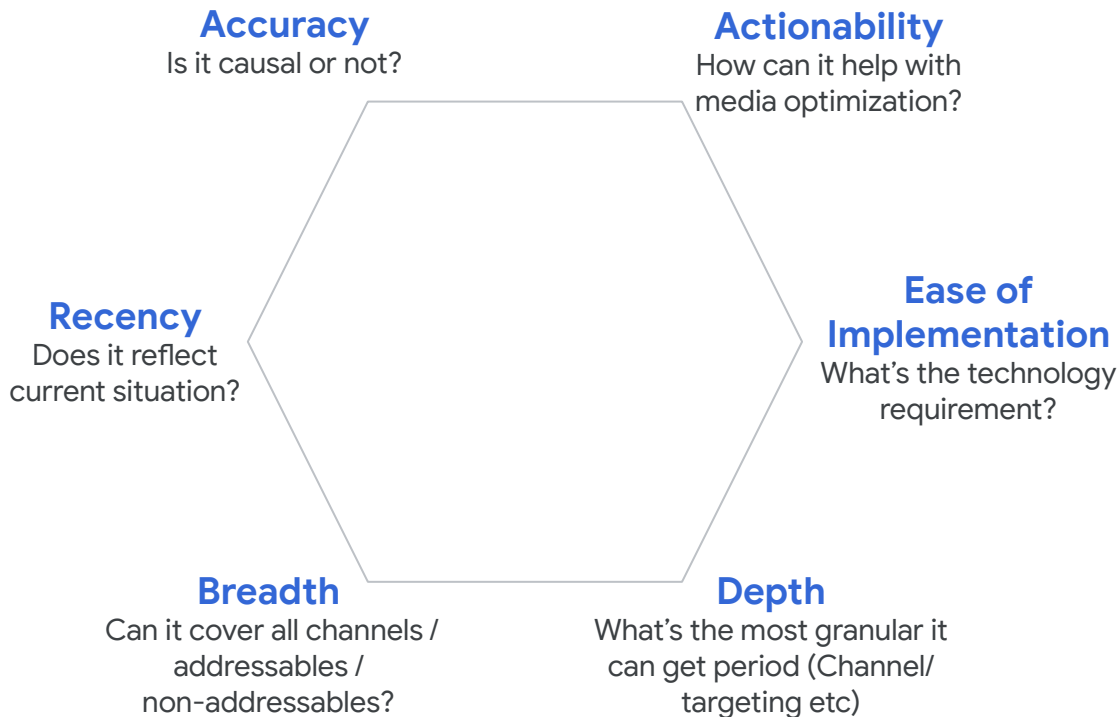 Accuracy
Is it causal or not?
Actionability
How can it help with
media optimization?
Recency
Does it reflect
current situation?
Ease of
Implementation
What's the technology
requirement?
Breadth
Can it cover all channels /
addressables /
non-addressables?
Depth
What's the most granular it
can get period (Channel/
targeting etc)